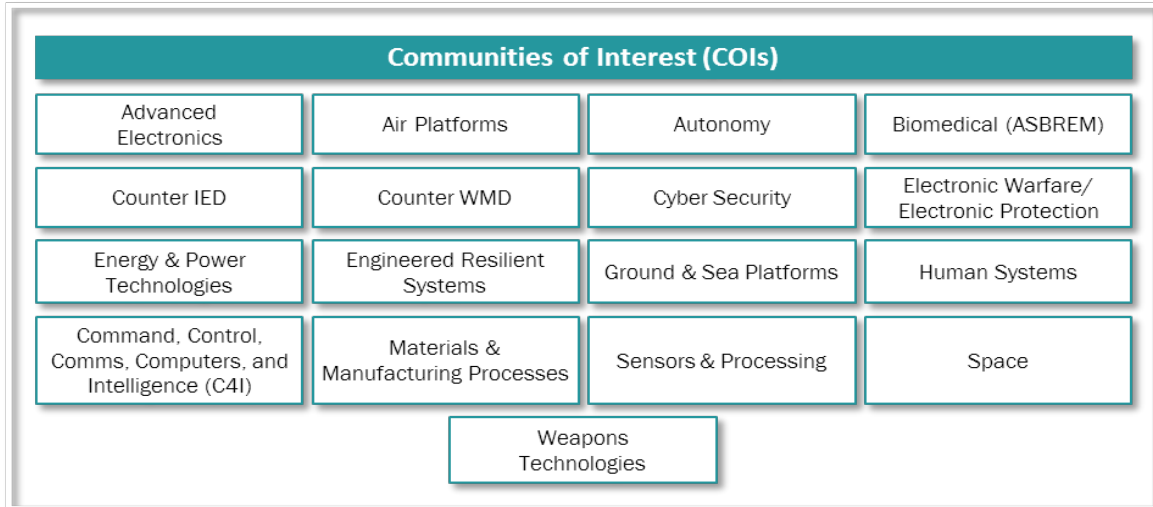 Communities of Interest (COIs)
Advanced
Electronics
Air Platforms
Autonomy
Biomedical (ASBREM)
Counter IED
Counter WMD
Cyber Security
Electronic Warfare/
Electronic Protection
Energy & Power
Technologies
Engineered Resilient
Systems
Ground & Sea Platforms
Human Systems
Command, Control,
Comms, Computers, and
Intelligence (C4I)
Materials &
Manufacturing Processes
Sensors & Processing
Space
Weapons
Technologies